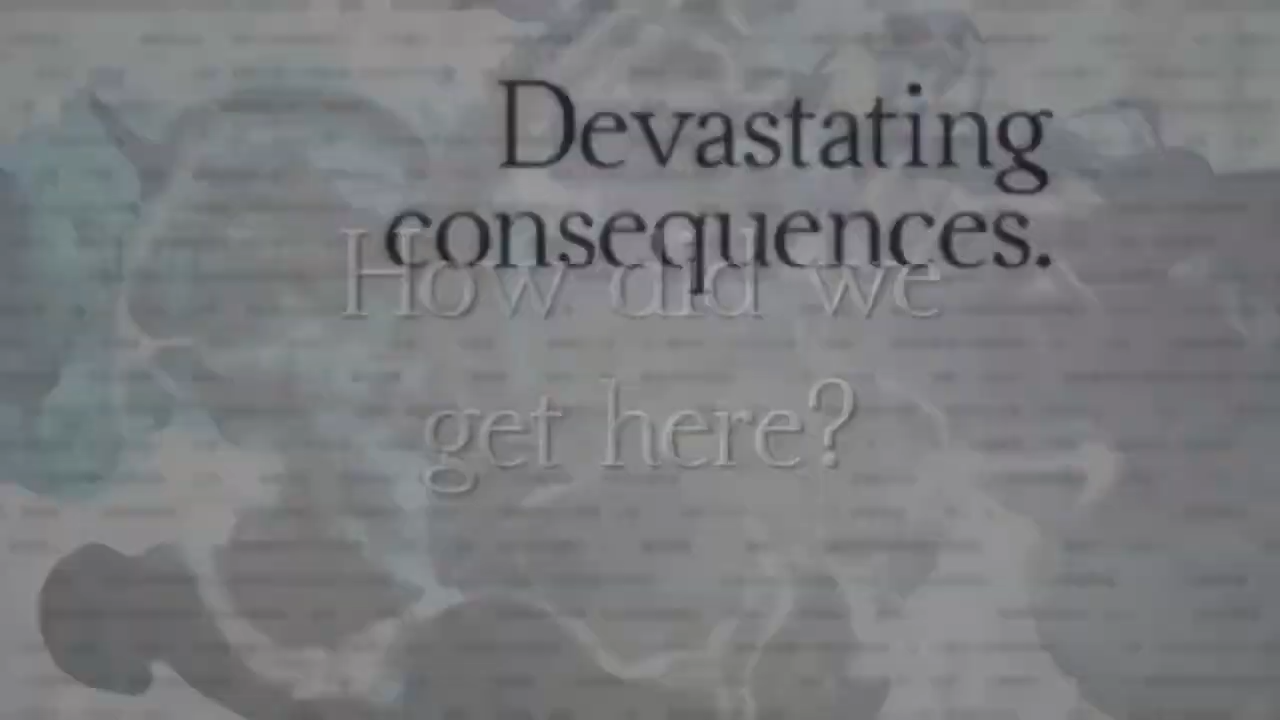 Devastating
consequences.
How did we
get here?